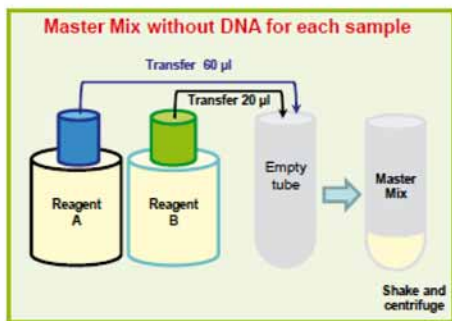 Master Mix without DNA for each sample
Transfer 60 µl
Transfer 20 µl
Reagent
A
Reagent
B
Empty
tube
Master
Mix
Shake and
centrifuge